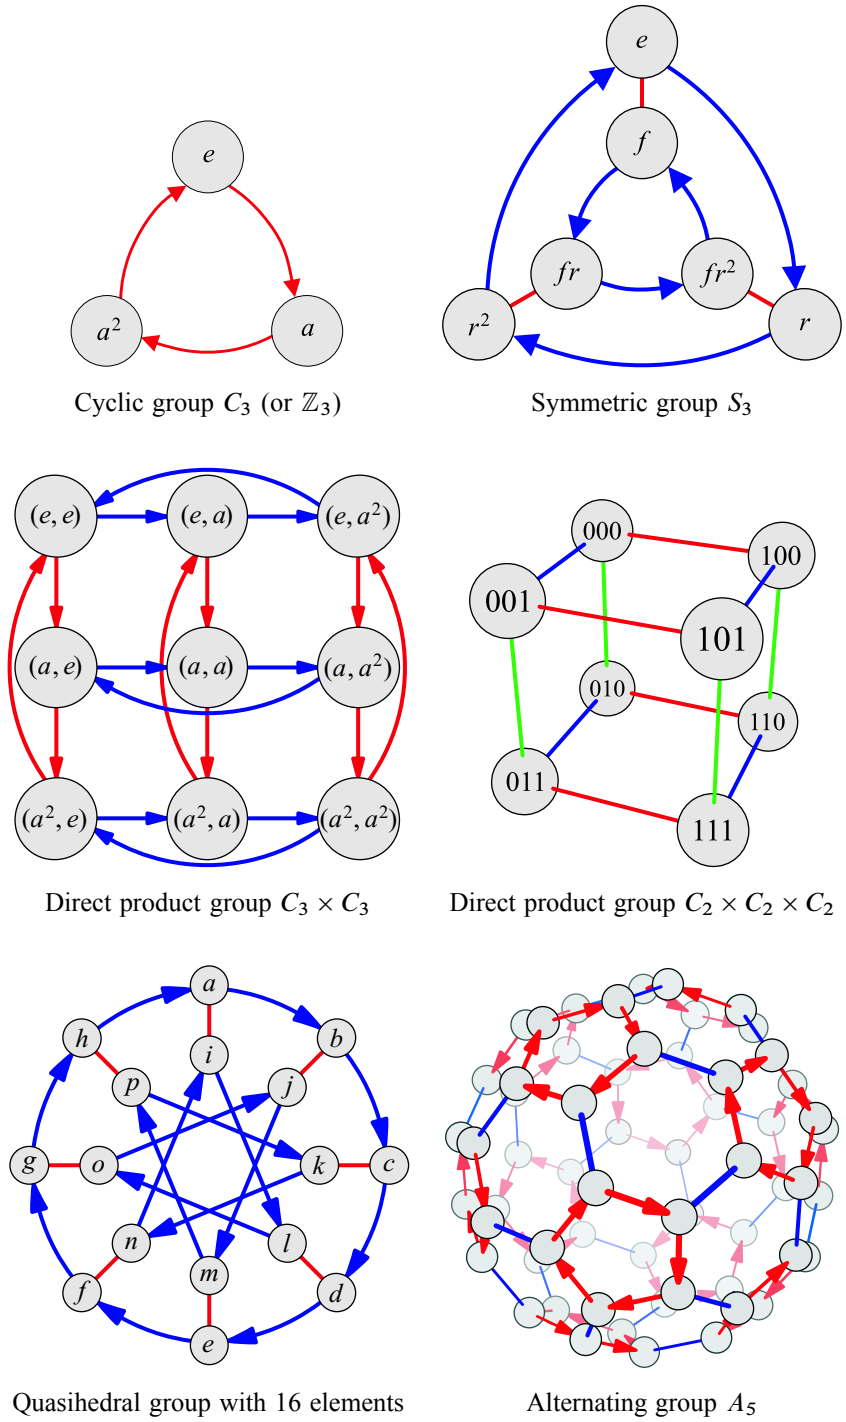 e
a²
a
Cyclic group C₃ (or ℤ₃)
e
f
fr
fr²
r²
r
Symmetric group S₃
(e, e)
(e, a)
(e, a²)
(a, e)
(a, a)
(a, a²)
(a², e)
(a², a)
(a², a²)
Direct product group C₃ × C₃
000
100
001
101
010
110
011
111
Direct product group C₂ × C₂ × C₂
a
h
b
i
p
j
g
o
k
c
n
l
m
f
d
e
Quasihedral group with 16 elements
Alternating group A₅